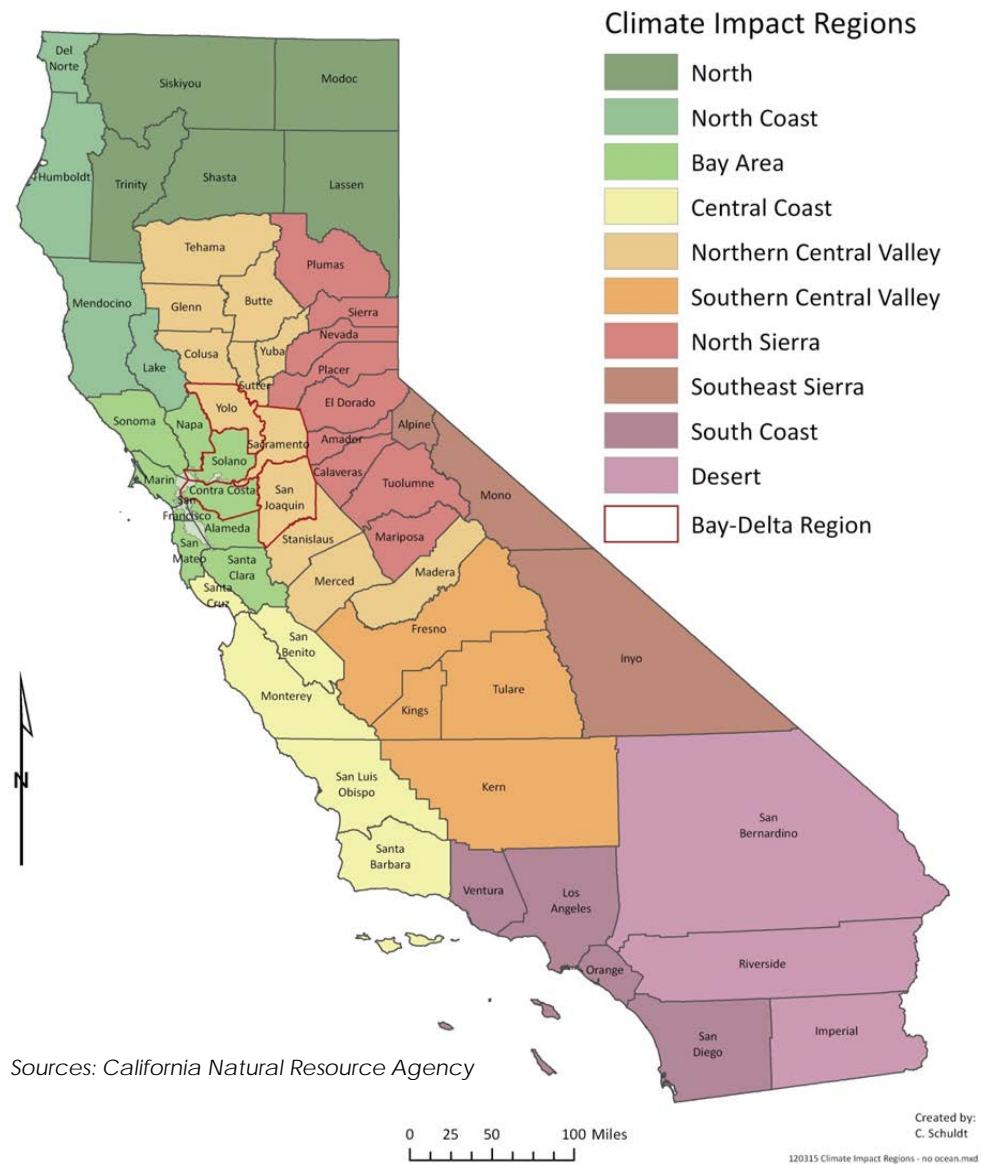 Climate Impact Regions
North
North Coast
Bay Area
Central Coast
Northern Central Valley
Southern Central Valley
North Sierra
Southeast Sierra
South Coast
Desert
Bay-Delta Region
Del
Norte
Siskiyou
Modoc
Humboldt
Trinity
Shasta
Lassen
Tehama
Plumas
Mendocino
Glenn
Butte
Sierra
Nevada
Lake
Colusa
Yuba
Sutter
Placer
Sonoma
Napa
Yolo
El Dorado
Sacramento
Amador
Alpine
Solano
Marin
Calaveras
Contra Costa
San
Joaquin
Tuolumne
Mono
San
Francisco
Alameda
Stanislaus
Mariposa
San
Mateo
Santa
Clara
Merced
Madera
Santa
Cruz
San
Benito
Fresno
Inyo
Monterey
Kings
Tulare
San Luis
Obispo
Kern
San
Bernardino
Santa
Barbara
Ventura
Los
Angeles
Orange
Riverside
San
Diego
Imperial
N
Sources: California Natural Resource Agency
0 25 50 100 Miles
Created by:
C. Schuldt
120315 Climate Impact Regions - no ocean.mxd